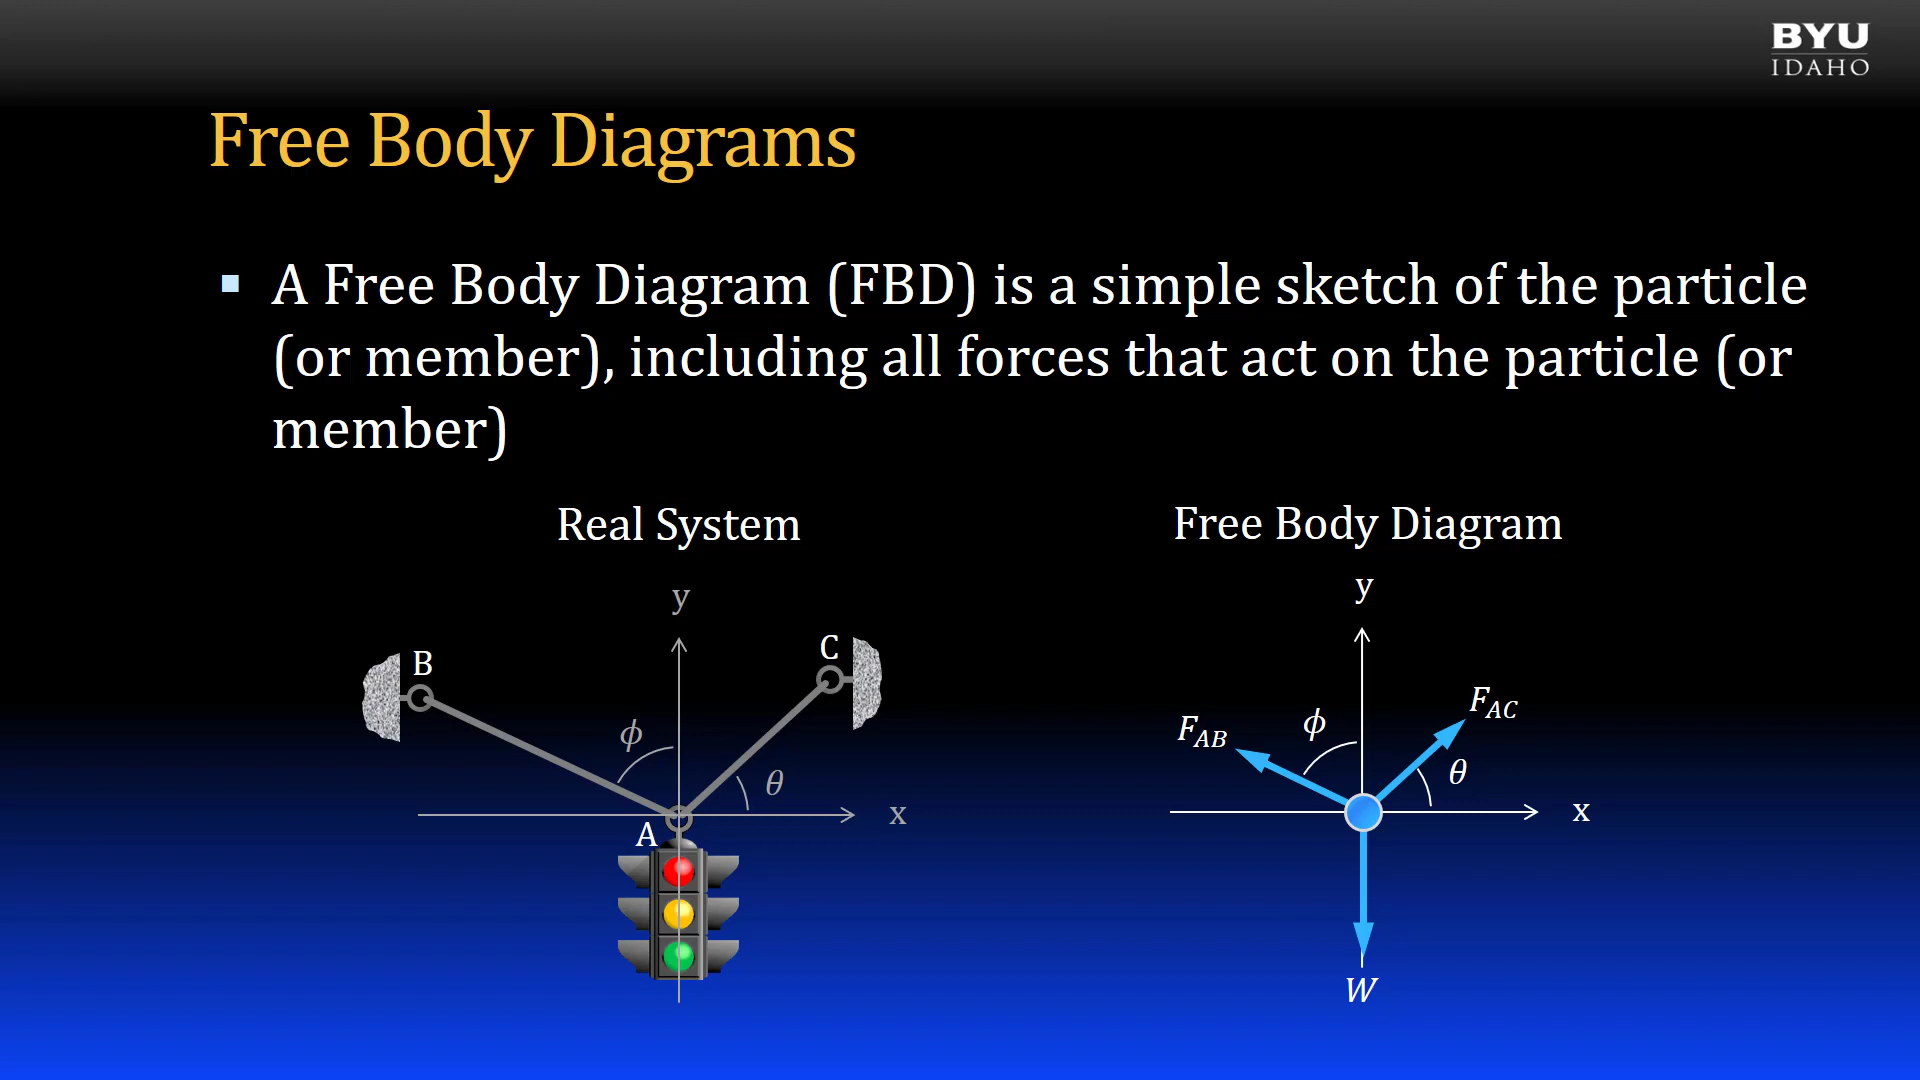 BYU
IDAHO
Free Body Diagrams
▪ A Free Body Diagram (FBD) is a simple sketch of the particle
(or member), including all forces that act on the particle (or
member)
Real System
y
B
C
ϕ
θ
A
x
Free Body Diagram
y
F_AC
F_AB
ϕ
θ
x
W